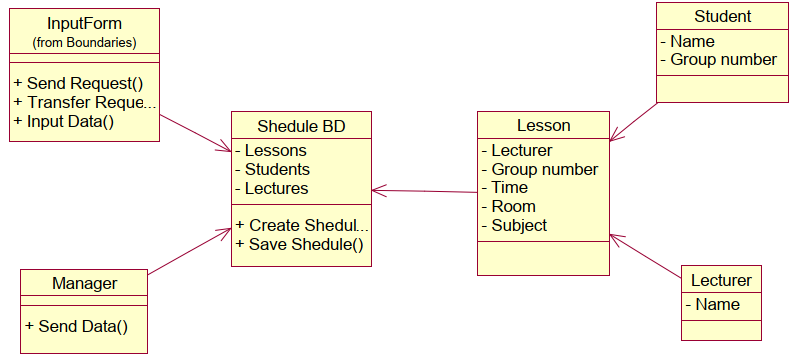 InputForm
(from Boundaries)
+ Send Request()
+ Transfer Reque...
+ Input Data()
Shedule BD
- Lessons
- Students
- Lectures
+ Create Shedul...
+ Save Shedule()
Manager
+ Send Data()
Lesson
- Lecturer
- Group number
- Time
- Room
- Subject
Student
- Name
- Group number
Lecturer
- Name